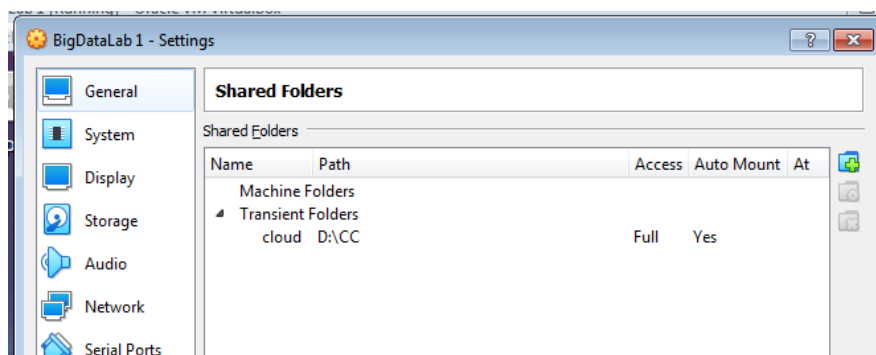 BigDataLab 1 - Settings
General
Shared Folders
System
Shared Folders
Name Path Access Auto Mount At
Display
Machine Folders
Transient Folders
Storage
cloud D:\CC Full Yes
Audio
Network
Serial Ports